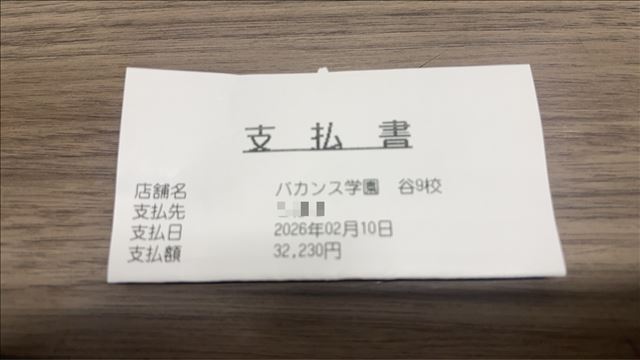 支払書
店舗名 バカンス学園 谷9校
支払先
支払日 2026年02月10日
支払額 32,230円